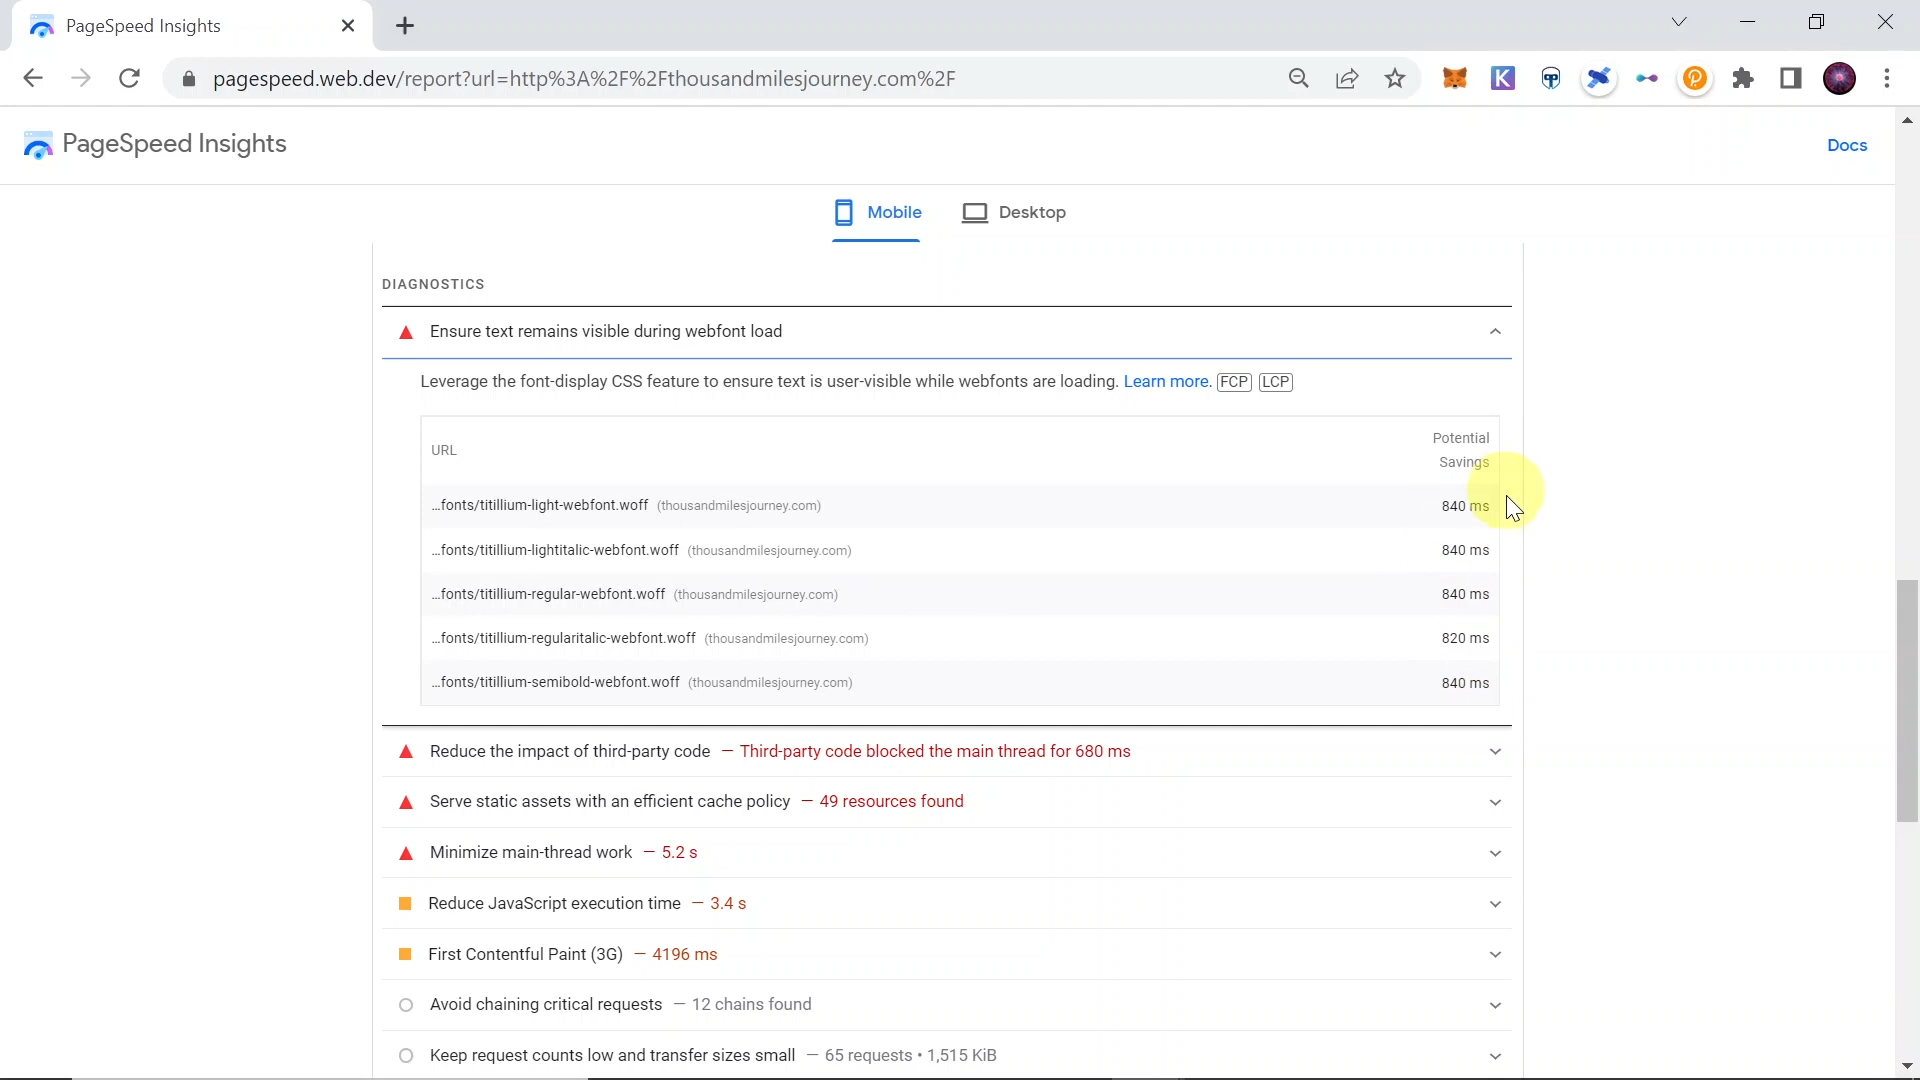 PageSpeed Insights
pagespeed.web.dev/report?url=http%3A%2F%2Fthousandmilesjourney.com%2F
PageSpeed Insights
Docs
Mobile
Desktop
DIAGNOSTICS
Ensure text remains visible during webfont load
Leverage the font-display CSS feature to ensure text is user-visible while webfonts are loading. Learn more. FCP LCP
URL
Potential
Savings
...fonts/titillium-light-webfont.woff (thousandmilesjourney.com) 840 ms
...fonts/titillium-lightitalic-webfont.woff (thousandmilesjourney.com) 840 ms
...fonts/titillium-regular-webfont.woff (thousandmilesjourney.com) 840 ms
...fonts/titillium-regularitalic-webfont.woff (thousandmilesjourney.com) 820 ms
...fonts/titillium-semibold-webfont.woff (thousandmilesjourney.com) 840 ms
Reduce the impact of third-party code — Third-party code blocked the main thread for 680 ms
Serve static assets with an efficient cache policy — 49 resources found
Minimize main-thread work — 5.2 s
Reduce JavaScript execution time — 3.4 s
First Contentful Paint (3G) — 4196 ms
Avoid chaining critical requests — 12 chains found
Keep request counts low and transfer sizes small — 65 requests • 1,515 KiB